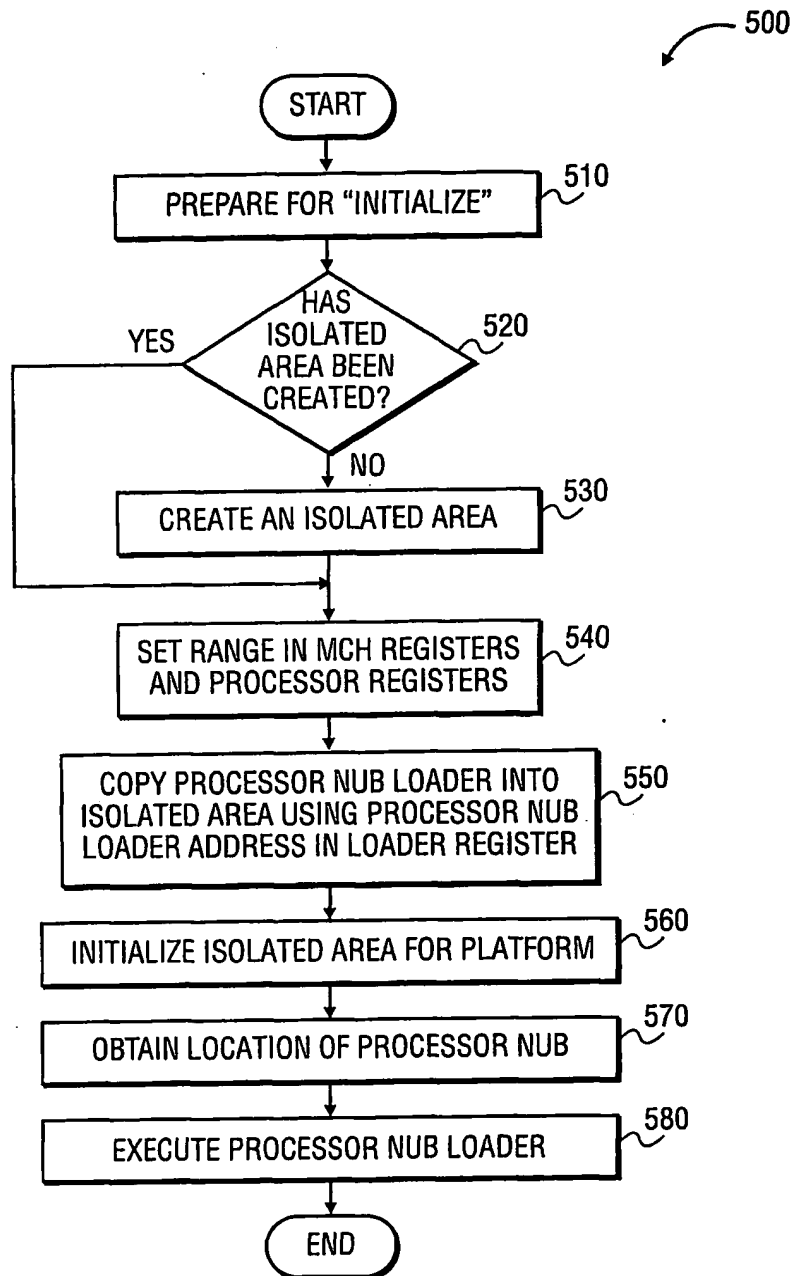 500
START
PREPARE FOR “INITIALIZE”
510
HAS
ISOLATED
AREA BEEN
CREATED?
520
YES
NO
CREATE AN ISOLATED AREA
530
SET RANGE IN MCH REGISTERS
AND PROCESSOR REGISTERS
540
COPY PROCESSOR NUB LOADER INTO
ISOLATED AREA USING PROCESSOR NUB
LOADER ADDRESS IN LOADER REGISTER
550
INITIALIZE ISOLATED AREA FOR PLATFORM
560
OBTAIN LOCATION OF PROCESSOR NUB
570
EXECUTE PROCESSOR NUB LOADER
580
END